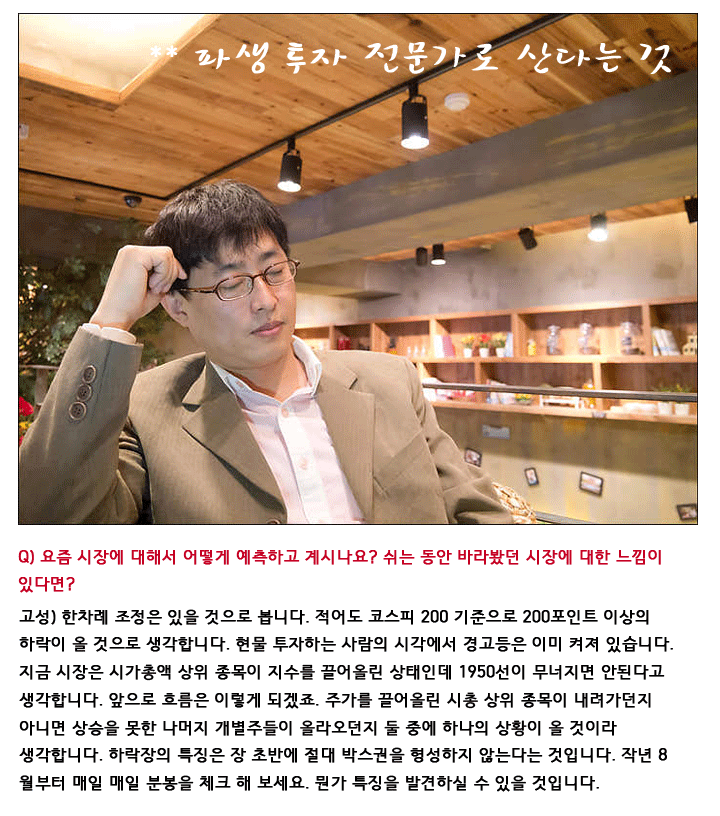 ** 파생 투자 전문가로 산다는 것
Q) 요즘 시장에 대해서 어떻게 예측하고 계시나요? 쉬는 동안 바라봤던 시장에 대한 느낌이
있다면?
고성) 한차례 조정은 있을 것으로 봅니다. 적어도 코스피 200 기준으로 200포인트 이상의
하락이 올 것으로 생각합니다. 현물 투자하는 사람의 시각에서 경고등은 이미 켜져 있습니다.
지금 시장은 시가총액 상위 종목이 지수를 끌어올린 상태인데 1950선이 무너지면 안된다고
생각합니다. 앞으로 흐름은 이렇게 되겠죠. 주가를 끌어올린 시총 상위 종목이 내려가던지
아니면 상승을 못한 나머지 개별주들이 올라오던지 둘 중에 하나의 상황이 올 것이라
생각합니다. 하락장의 특징은 장 초반에 절대 박스권을 형성하지 않는다는 것입니다. 작년 8
월부터 매일 매일 분봉을 체크 해 보세요. 뭔가 특징을 발견하실 수 있을 것입니다.